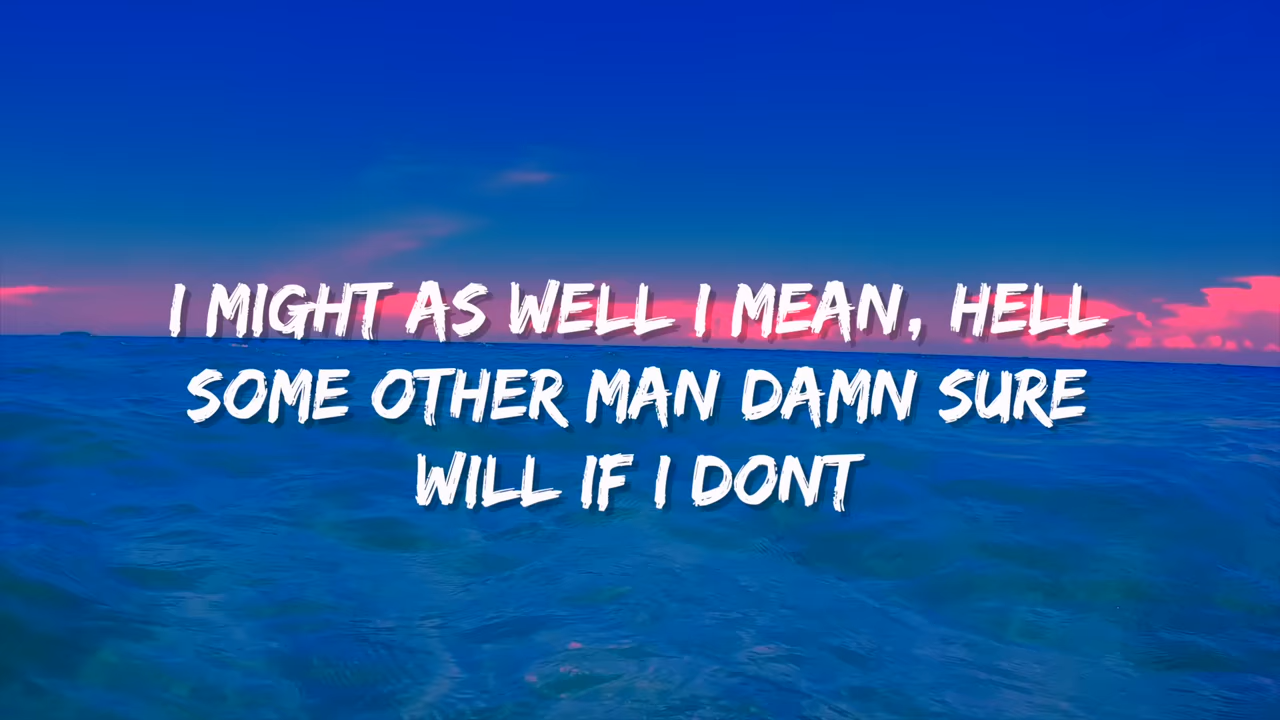 I MIGHT AS WELL I MEAN, HELL
SOME OTHER MAN DAMN SURE
WILL IF I DONT